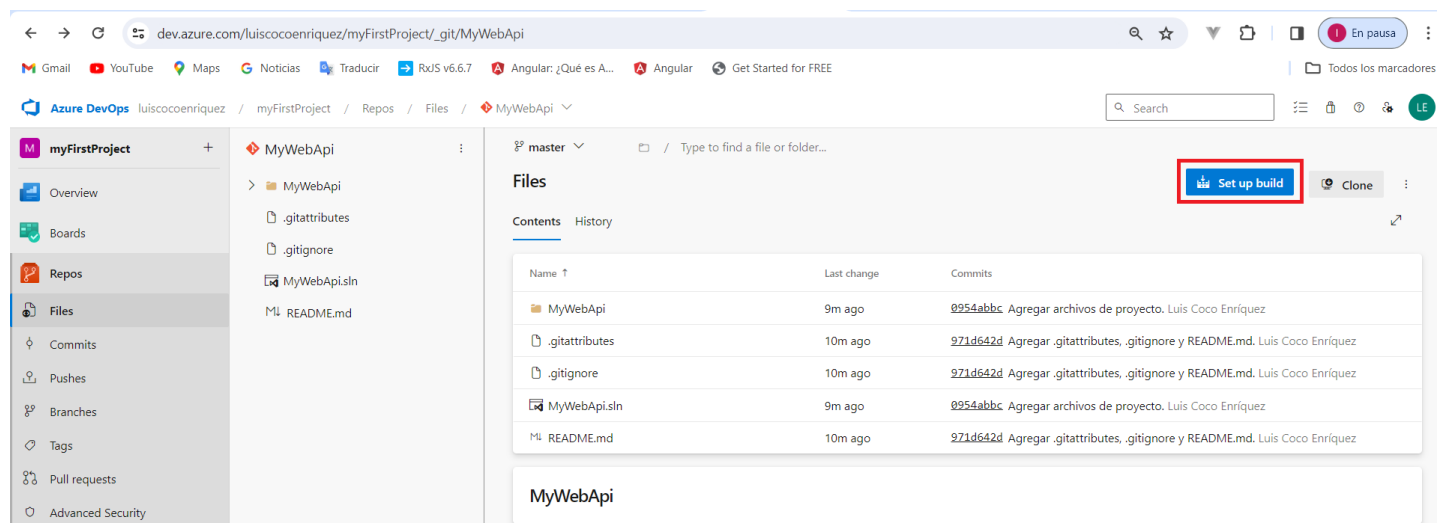 dev.azure.com/luiscocoenriquez/myFirstProject/_git/MyWebApi
I En pausa
Gmail YouTube Maps Noticias Traducir RxJS v6.6.7 Angular: ¿Qué es A... Angular Get Started for FREE Todos los marcadores
Azure DevOps luiscocoenriquez / myFirstProject / Repos / Files / MyWebApi Search LE
M myFirstProject +
Overview
Boards
Repos
Files
Commits
Pushes
Branches
Tags
Pull requests
Advanced Security
MyWebApi
MyWebApi
.gitattributes
.gitignore
MyWebApi.sln
M↓ README.md
master / Type to find a file or folder...
Files
Set up build Clone
Contents History
Name ↑ Last change Commits
MyWebApi 9m ago 0954abbc Agregar archivos de proyecto. Luis Coco Enríquez
.gitattributes 10m ago 971d642d Agregar .gitattributes, .gitignore y README.md. Luis Coco Enríquez
.gitignore 10m ago 971d642d Agregar .gitattributes, .gitignore y README.md. Luis Coco Enríquez
MyWebApi.sln 9m ago 0954abbc Agregar archivos de proyecto. Luis Coco Enríquez
M↓ README.md 10m ago 971d642d Agregar .gitattributes, .gitignore y README.md. Luis Coco Enríquez
MyWebApi